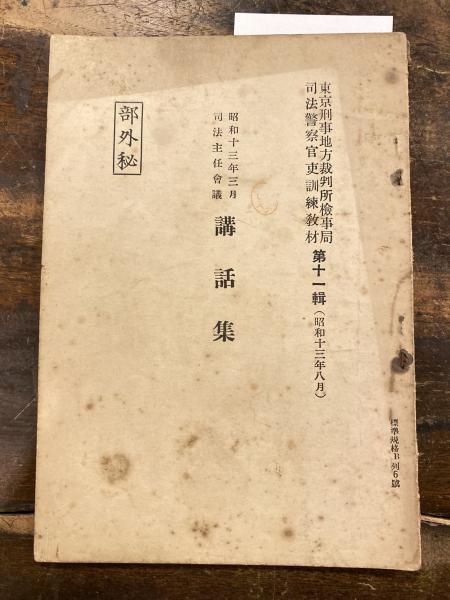 東京刑事地方裁判所檢事局
司法警察官吏訓練教材 第十一輯（昭和十三年八月）
昭和十三年三月
司法主任會議
講話集
部外秘
標準規格B列6號